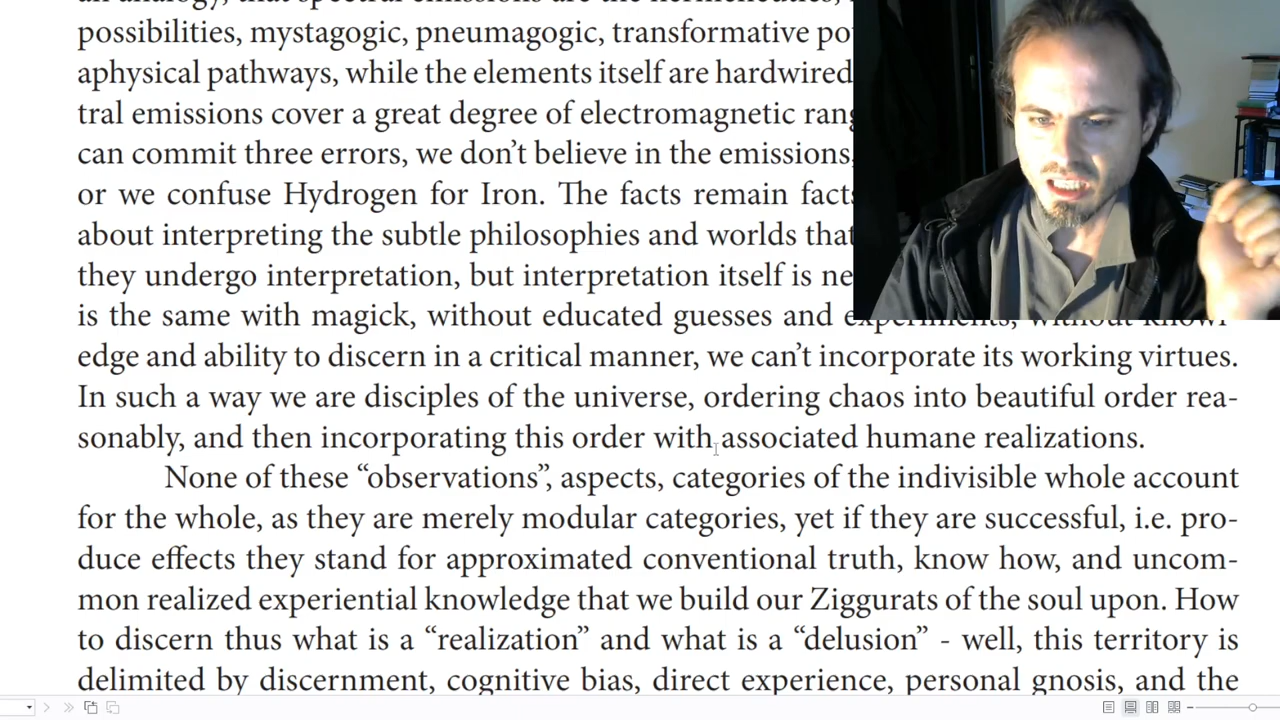 possibilities, mystagogic, pneumagogic, transformative
aphysical pathways, while the elements itself are hardwired
tral emissions cover a great degree of electromagnetic
can commit three errors, we don't believe in the emissions,
or we confuse Hydrogen for Iron. The facts remain facts
about interpreting the subtle philosophies and worlds that
they undergo interpretation, but interpretation itself is
is the same with magick, without educated guesses and experiments, without knowl-
edge and ability to discern in a critical manner, we can't incorporate its working virtues.
In such a way we are disciples of the universe, ordering chaos into beautiful order rea-
sonably, and then incorporating this order with associated humane realizations.
None of these “observations”, aspects, categories of the indivisible whole account
for the whole, as they are merely modular categories, yet if they are successful, i.e. pro-
duce effects they stand for approximated conventional truth, know how, and uncom-
mon realized experiential knowledge that we build our Ziggurats of the soul upon. How
to discern thus what is a “realization” and what is a “delusion” - well, this territory is
delimited by discernment, cognitive bias, direct experience, personal gnosis, and the